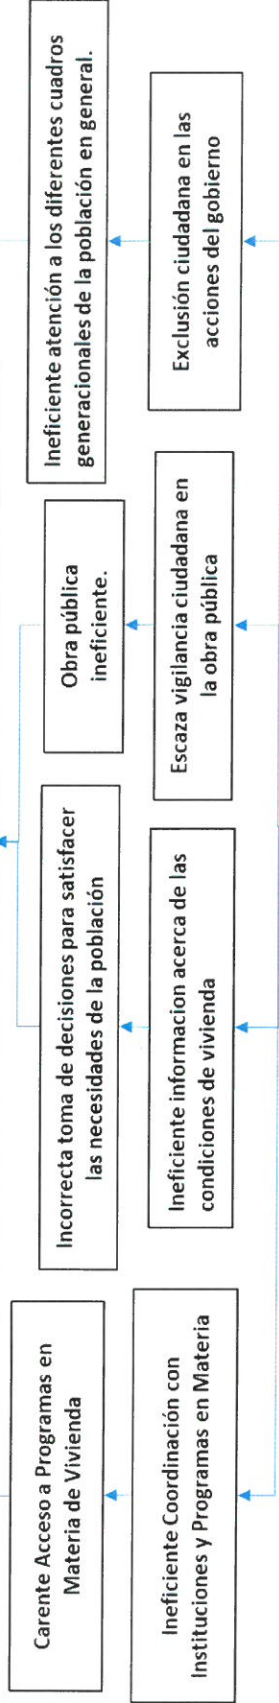 Carente Acceso a Programas en
Materia de Vivienda
Incorrecta toma de decisiones para satisfacer
las necesidades de la población
Obra pública
ineficiente.
Ineficiente atención a los diferentes cuadros
generacionales de la población en general.
Ineficiente Coordinación con
Instituciones y Programas en Materia
Ineficiente informacion acerca de las
condiciones de vivienda
Escaza vigilancia ciudadana en
la obra pública
Exclusión ciudadana en las
acciones del gobierno